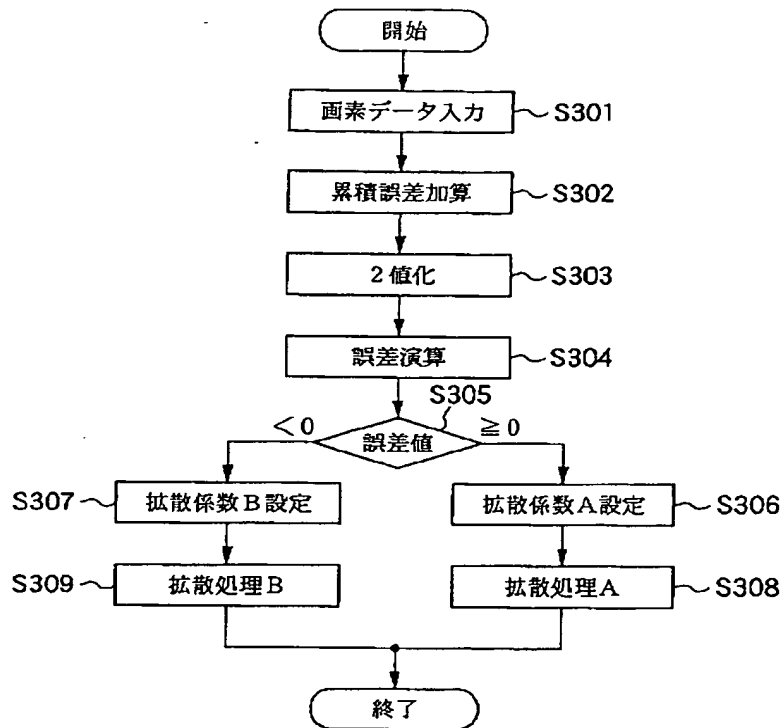 開始
画素データ入力 S301
累積誤差加算 S302
2値化 S303
誤差演算 S304
S305
<0 誤差値 ≧0
S307 拡散係数B設定 拡散係数A設定 S306
S309 拡散処理B 拡散処理A S308
終了